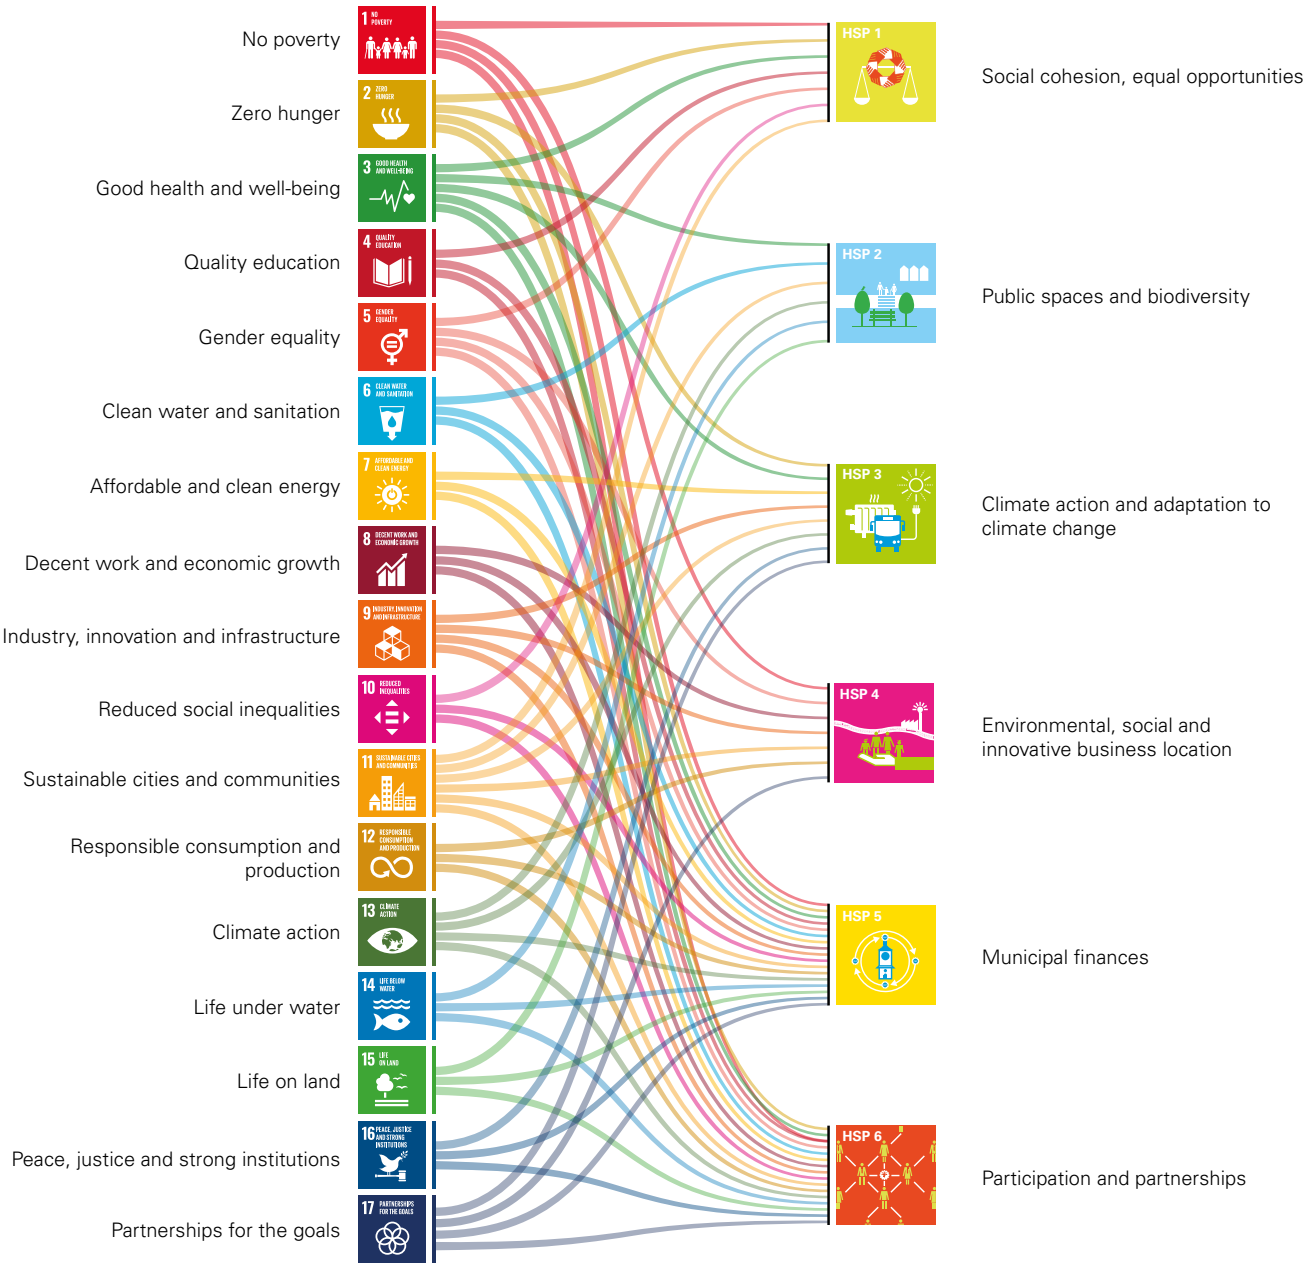 No poverty
1 NO
POVERTY
Zero hunger
2 ZERO
HUNGER
Good health and well-being
3 GOOD HEALTH
AND WELL-BEING
Quality education
4 QUALITY
EDUCATION
Gender equality
5 GENDER
EQUALITY
Clean water and sanitation
6 CLEAN WATER
AND SANITATION
Affordable and clean energy
7 AFFORDABLE AND
CLEAN ENERGY
Decent work and economic growth
8 DECENT WORK AND
ECONOMIC GROWTH
Industry, innovation and infrastructure
9 INDUSTRY, INNOVATION
AND INFRASTRUCTURE
Reduced social inequalities
10 REDUCED
INEQUALITIES
Sustainable cities and communities
11 SUSTAINABLE CITIES
AND COMMUNITIES
Responsible consumption and
production
12 RESPONSIBLE
CONSUMPTION
AND PRODUCTION
Climate action
13 CLIMATE
ACTION
Life under water
14 LIFE BELOW
WATER
Life on land
15 LIFE
ON LAND
Peace, justice and strong institutions
16 PEACE, JUSTICE
AND STRONG
INSTITUTIONS
Partnerships for the goals
17 PARTNERSHIPS
FOR THE GOALS
HSP 1
Social cohesion, equal opportunities
HSP 2
Public spaces and biodiversity
HSP 3
Climate action and adaptation to
climate change
HSP 4
Environmental, social and
innovative business location
HSP 5
Municipal finances
HSP 6
Participation and partnerships